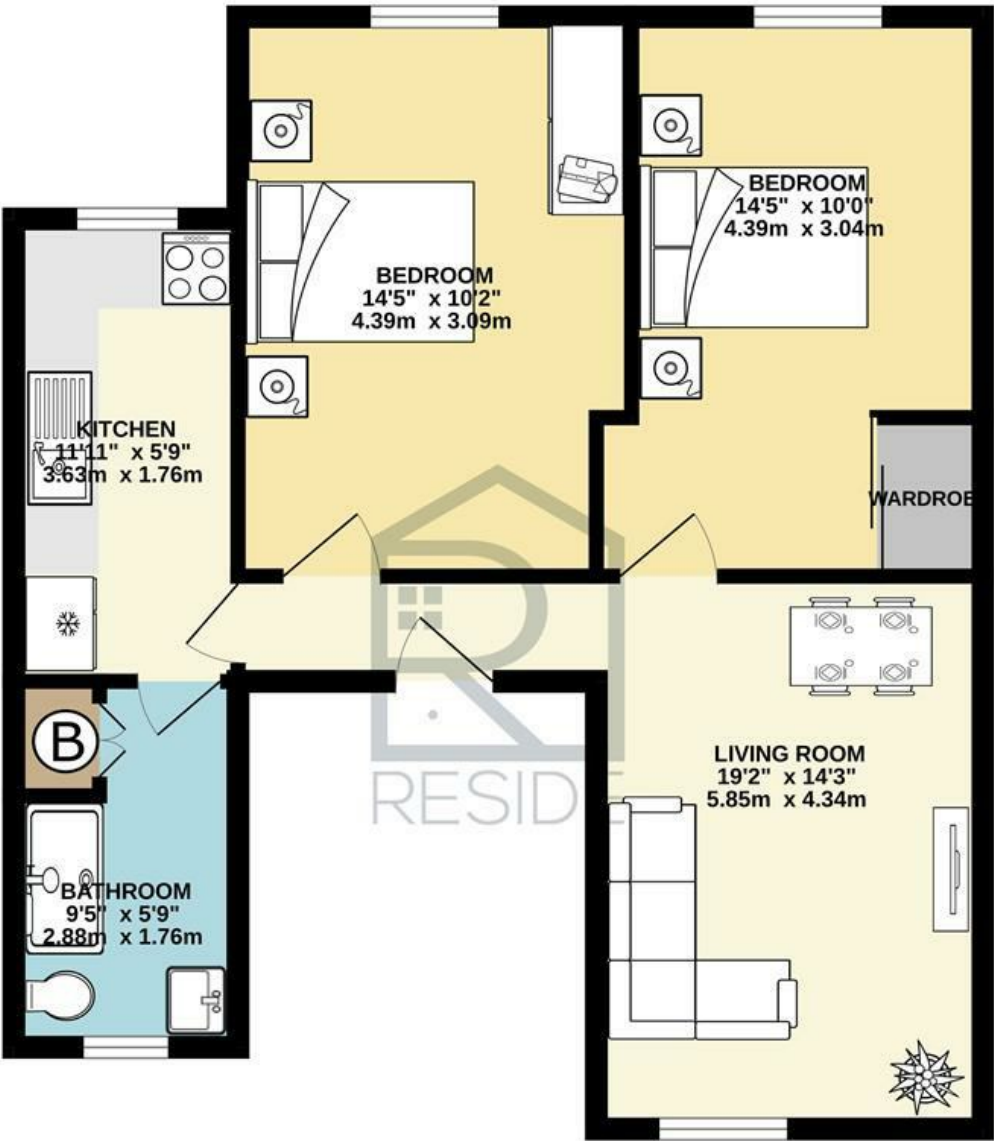 BEDROOM
14'5" x 10'2"
4.39m x 3.09m
BEDROOM
14'5" x 10'0"
4.39m x 3.04m
KITCHEN
11'11" x 5'9"
3.63m x 1.76m
WARDROB
B
LIVING ROOM
19'2" x 14'3"
5.85m x 4.34m
RESIDE
BATHROOM
9'5" x 5'9"
2.88m x 1.76m